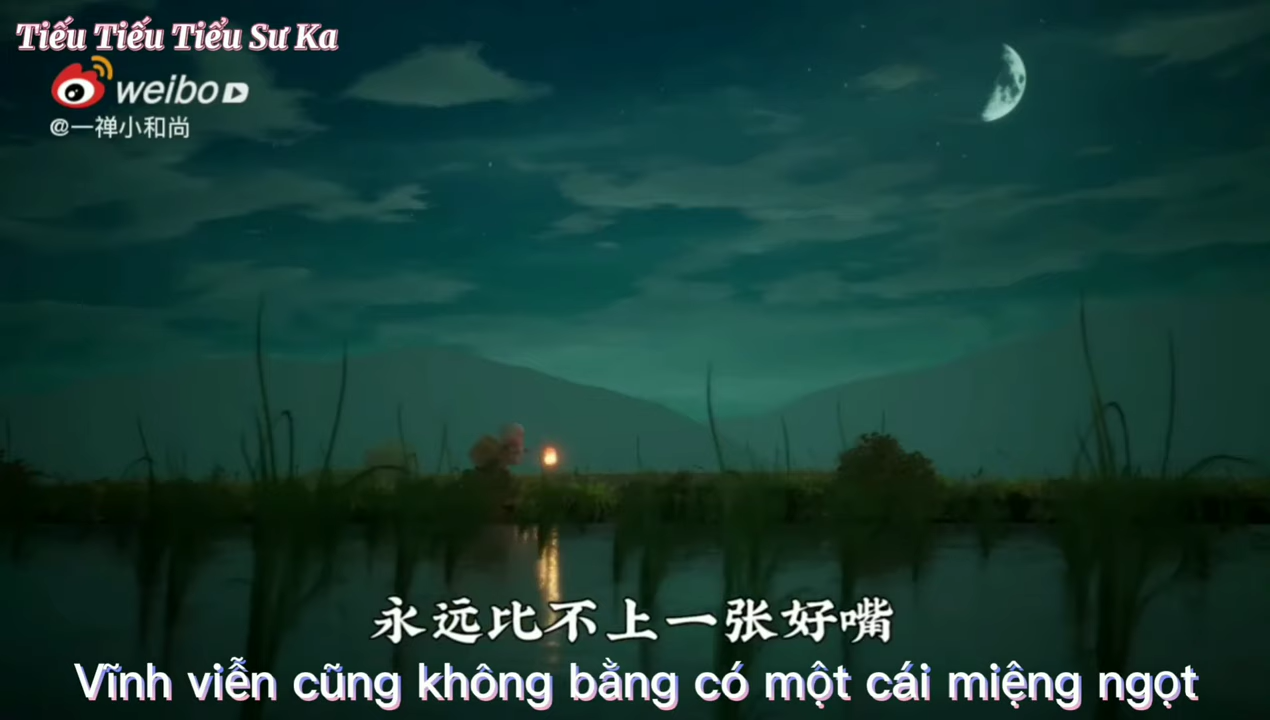 Tiếu Tiếu Tiểu Sư Ka
weibo
@一禅小和尚
永远比不上一张好嘴
Vĩnh viễn cũng không bằng có một cái miệng ngọt